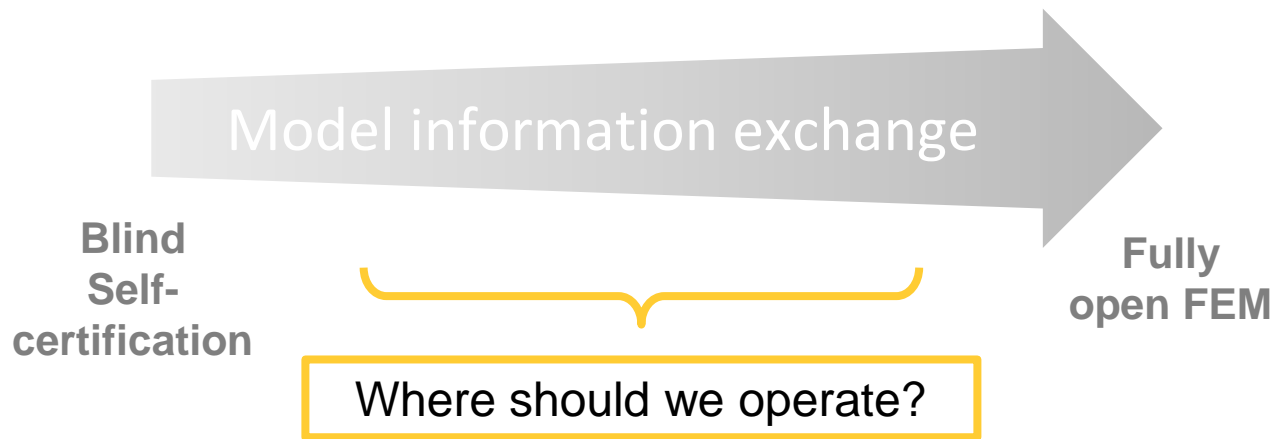 Model information exchange
Blind
Self-
certification
Fully
open FEM
Where should we operate?